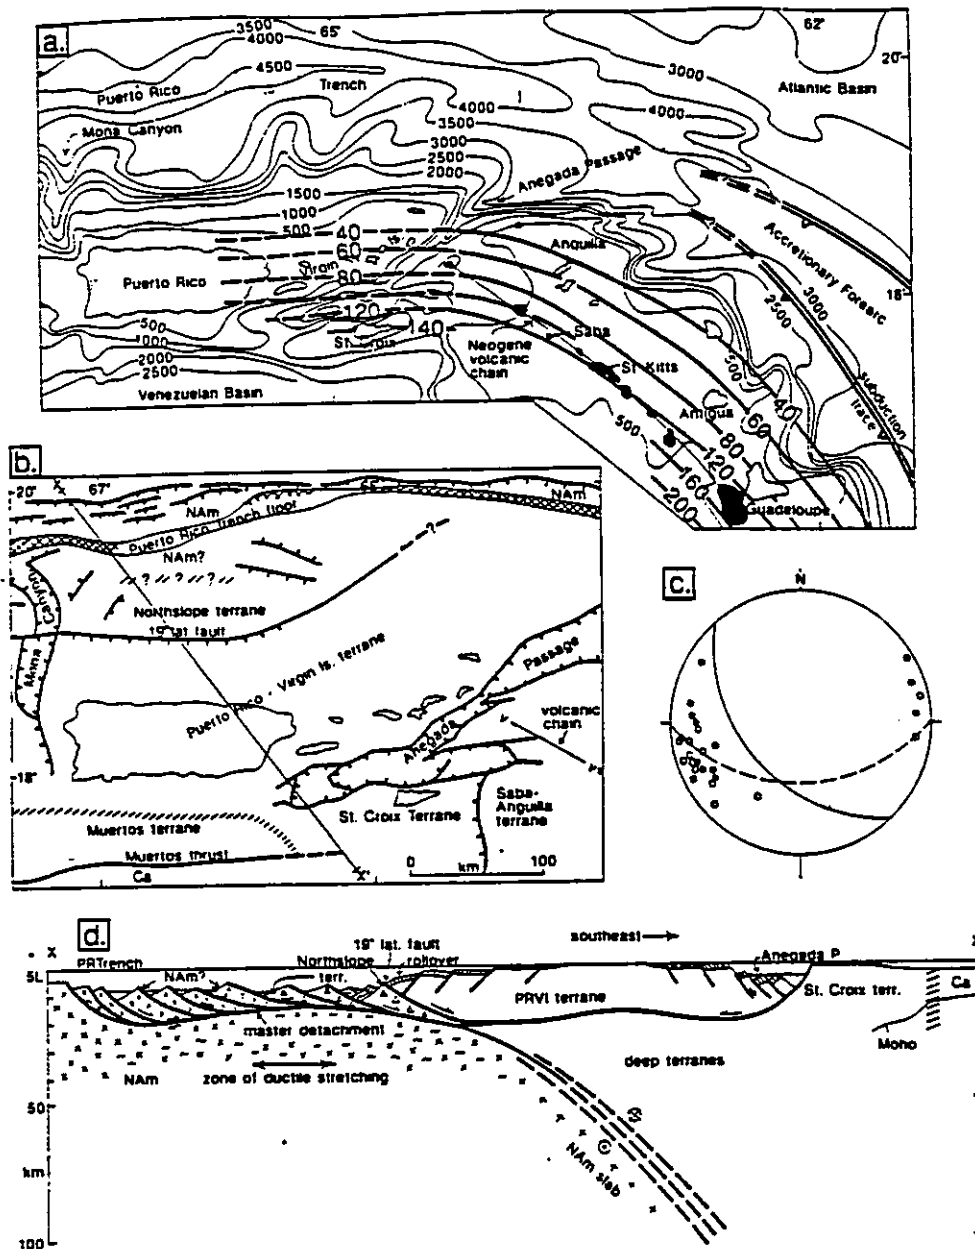 a.
3500
4000
65°
62°
20°
4500
3000
Puerto Rico
Trench
Atlantic Basin
4000
4000
Mona Canyon
3500
3000
2500
2000
Anegada Passage
1500
1000
500
40
60
80
120
140
Anguilla
Accretionary Forearc
Virgin Is.
Puerto Rico
18°
3000
2500
500
1000
2000
2500
St. Croix
Neogene
volcanic
chain
Saba
St. Kitts
Venezuelan Basin
500
Antigua
500
40
60
80
120
160
200
subduction
trace
Guadeloupe
b.
20°
X
67°
65°
NAm
NAm
Puerto Rico Trench floor
NAm?
?
? ? ?
Northslope terrane
19° lat. fault
Mona
Canyon
Puerto Rico - Virgin Is. terrane
Passage
Anegada
volcanic
chain
18°
St. Croix Terrane
Saba-
Anguilla
terrane
Muertos terrane
Muertos thrust
Ca
X'
0
km
100
c.
N
d.
X
southeast
PRTrench
NAm?
19° lat. fault
Northslope
terr.
rollover
Anegada P.
SL
PRVI terrane
St. Croix terr.
Ca
master detachment
Moho
NAm
zone of ductile stretching
deep terranes
50
km
NAm slab
100